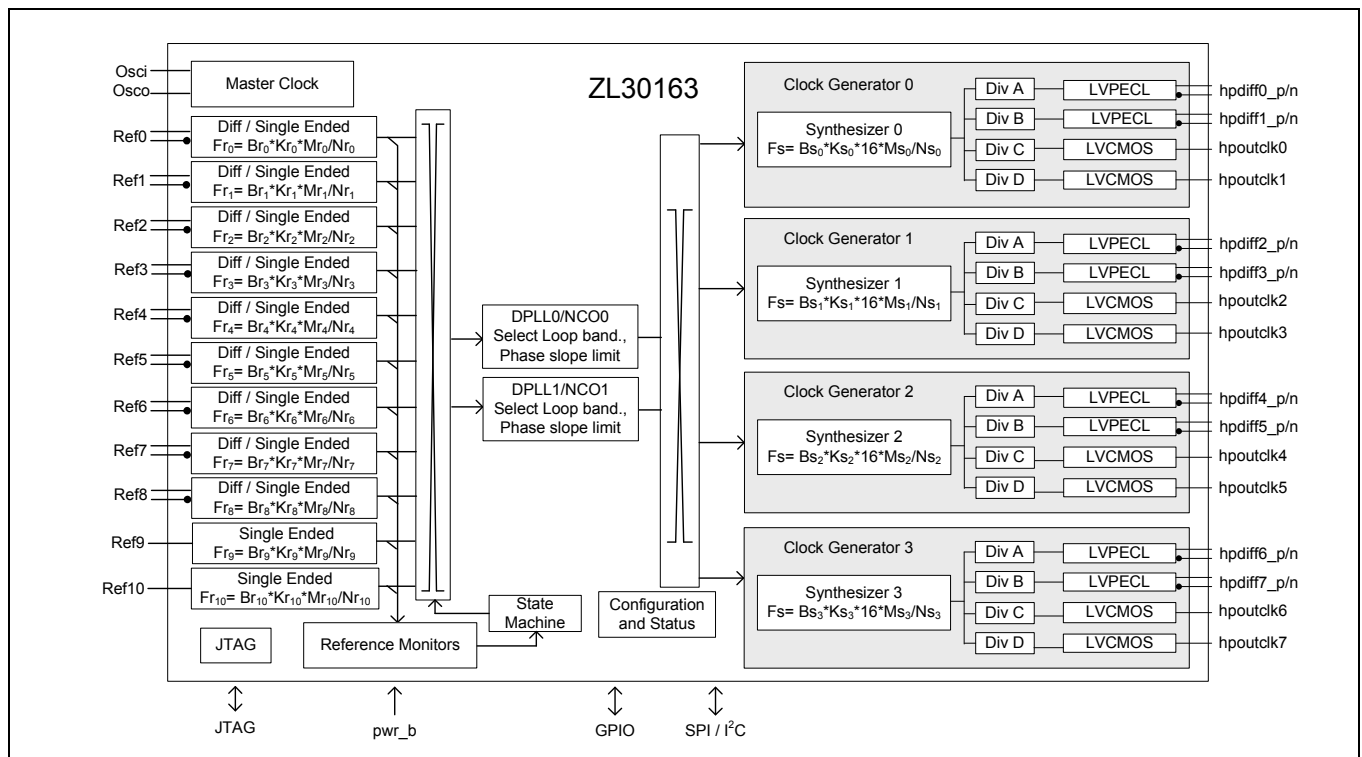 ZL30163
Osci
Osco
Master Clock
Ref0
Diff / Single Ended
Fr₀= Br₀*Kr₀*Mr₀/Nr₀
Ref1
Diff / Single Ended
Fr₁= Br₁*Kr₁*Mr₁/Nr₁
Ref2
Diff / Single Ended
Fr₂= Br₂*Kr₂*Mr₂/Nr₂
Ref3
Diff / Single Ended
Fr₃= Br₃*Kr₃*Mr₃/Nr₃
Ref4
Diff / Single Ended
Fr₄= Br₄*Kr₄*Mr₄/Nr₄
Ref5
Diff / Single Ended
Fr₅= Br₅*Kr₅*Mr₅/Nr₅
Ref6
Diff / Single Ended
Fr₆= Br₆*Kr₆*Mr₆/Nr₆
Ref7
Diff / Single Ended
Fr₇= Br₇*Kr₇*Mr₇/Nr₇
Ref8
Diff / Single Ended
Fr₈= Br₈*Kr₈*Mr₈/Nr₈
Ref9
Single Ended
Fr₉= Br₉*Kr₉*Mr₉/Nr₉
Ref10
Single Ended
Fr₁₀= Br₁₀*Kr₁₀*Mr₁₀/Nr₁₀
JTAG
Reference Monitors
State
Machine
DPLL0/NCO0
Select Loop band.,
Phase slope limit
DPLL1/NCO1
Select Loop band.,
Phase slope limit
Configuration
and Status
Clock Generator 0
Synthesizer 0
Fs= Bs₀*Ks₀*16*Ms₀/Ns₀
Div A LVPECL hpdiff0_p/n
Div B LVPECL hpdiff1_p/n
Div C LVCMOS hpoutclk0
Div D LVCMOS hpoutclk1
Clock Generator 1
Synthesizer 1
Fs= Bs₁*Ks₁*16*Ms₁/Ns₁
Div A LVPECL hpdiff2_p/n
Div B LVPECL hpdiff3_p/n
Div C LVCMOS hpoutclk2
Div D LVCMOS hpoutclk3
Clock Generator 2
Synthesizer 2
Fs= Bs₂*Ks₂*16*Ms₂/Ns₂
Div A LVPECL hpdiff4_p/n
Div B LVPECL hpdiff5_p/n
Div C LVCMOS hpoutclk4
Div D LVCMOS hpoutclk5
Clock Generator 3
Synthesizer 3
Fs= Bs₃*Ks₃*16*Ms₃/Ns₃
Div A LVPECL hpdiff6_p/n
Div B LVPECL hpdiff7_p/n
Div C LVCMOS hpoutclk6
Div D LVCMOS hpoutclk7
JTAG
pwr_b
GPIO
SPI / I²C